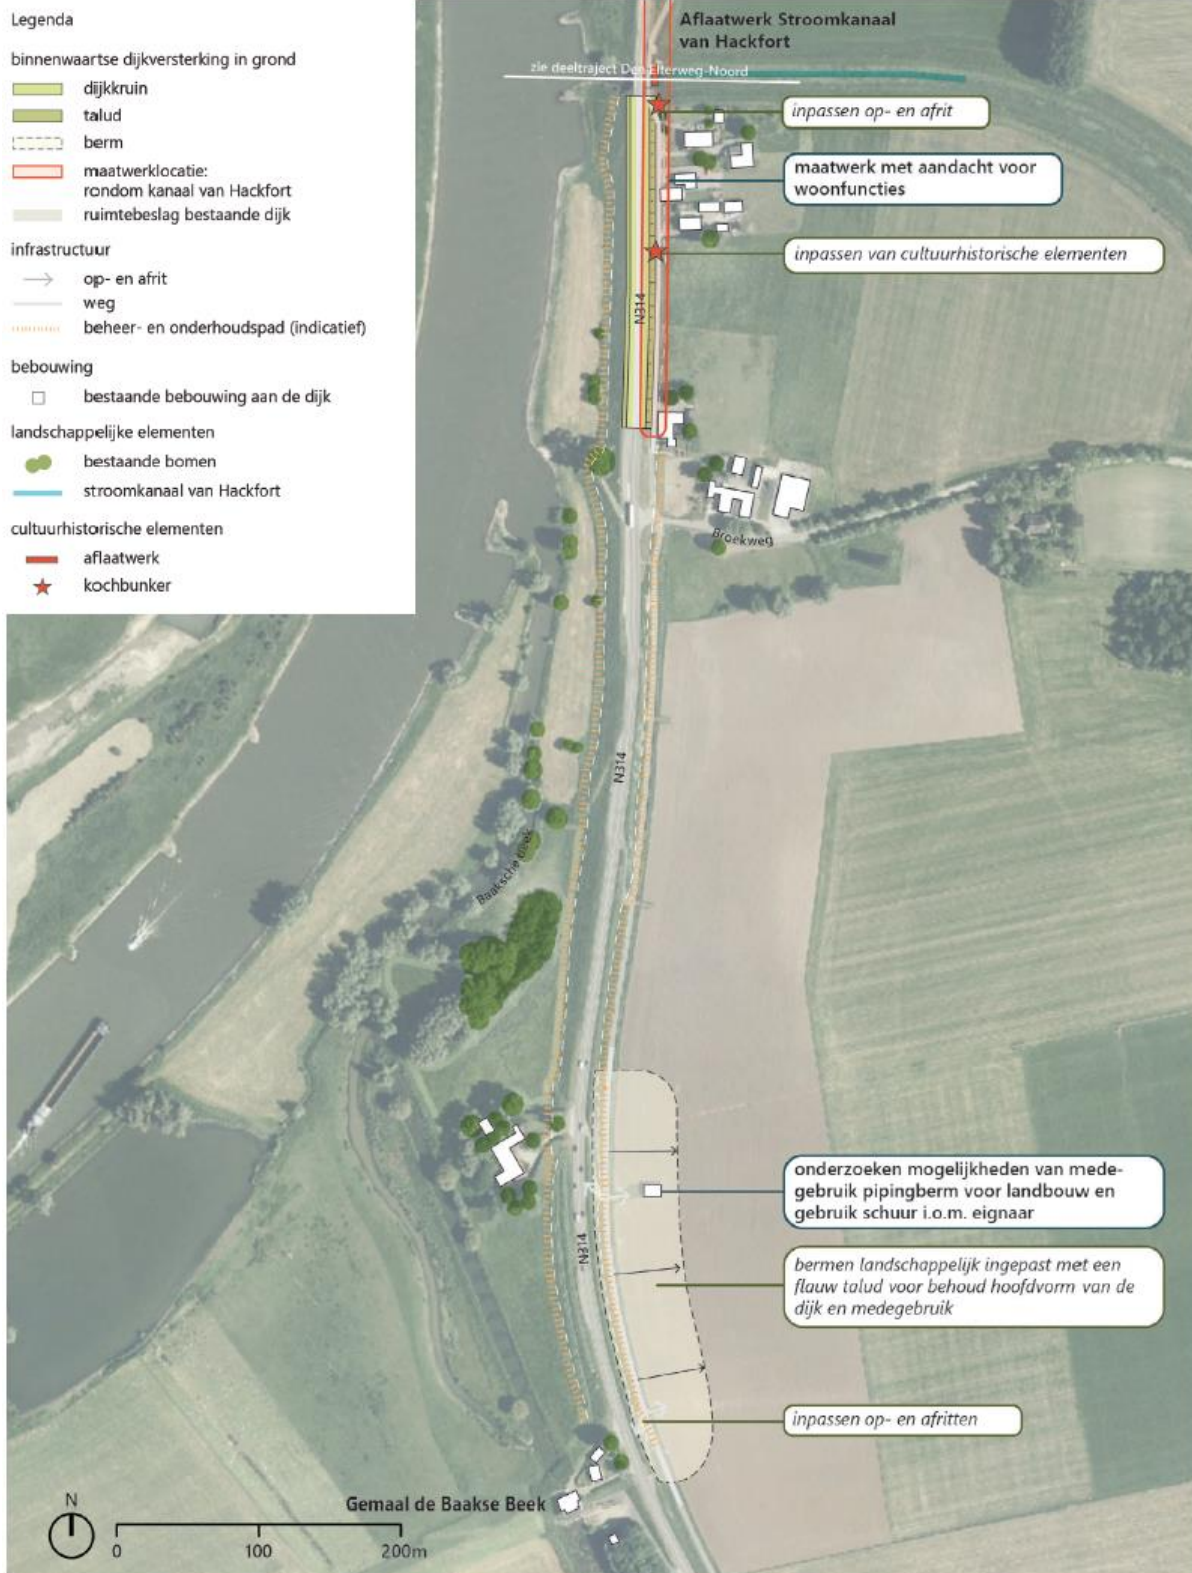 Legenda
binnenwaartse dijkversterking in grond
dijkkruin
talud
berm
maatwerklocatie:
rondom kanaal van Hackfort
ruimtebeslag bestaande dijk
infrastructuur
op- en afrit
weg
beheer- en onderhoudspad (indicatief)
bebouwing
bestaande bebouwing aan de dijk
landschappelijke elementen
bestaande bomen
stroomkanaal van Hackfort
cultuurhistorische elementen
aflaatwerk
kochbunker
Aflaatwerk Stroomkanaal
van Hackfort
zie deeltraject Den Elterweg-Noord
inpassen op- en afrit
maatwerk met aandacht voor
woonfuncties
inpassen van cultuurhistorische elementen
N314
Broekweg
N314
Baaksche Beek
onderzoeken mogelijkheden van mede-
gebruik pipingberm voor landbouw en
gebruik schuur i.o.m. eignaar
N314
bermen landschappelijk ingepast met een
flauw talud voor behoud hoofdvorm van de
dijk en medegebruik
inpassen op- en afritten
Gemaal de Baakse Beek
N
0 100 200m